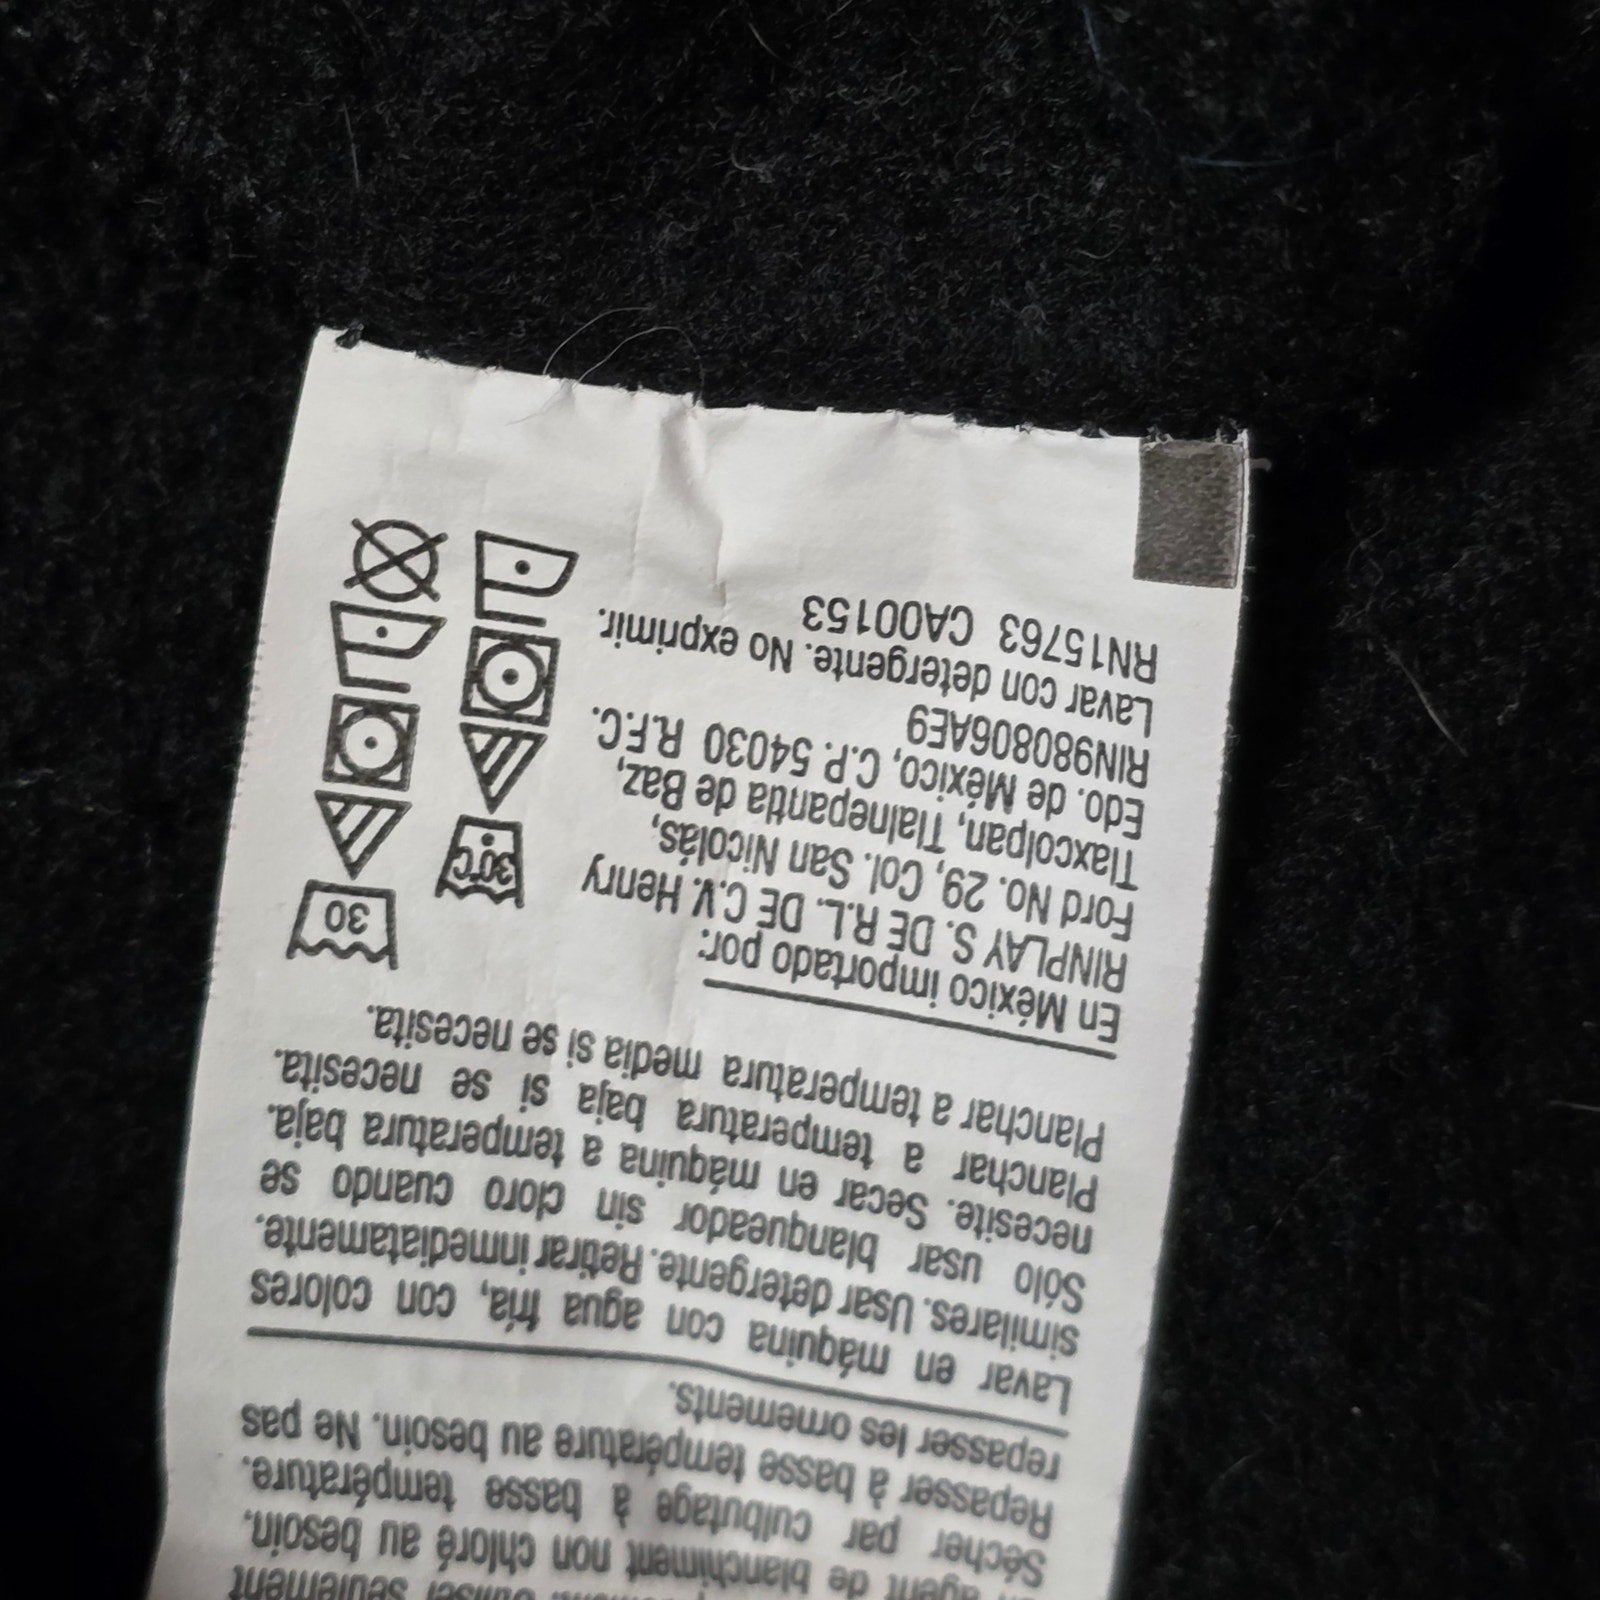 agent de blanchiment non chloré au besoin.
Sécher par culbutage à basse température.
Repasser à basse température au besoin. Ne pas
repasser les ornements.
Lavar en máquina con agua fría, con colores
similares. Usar detergente. Retirar inmediatamente.
Sólo usar blanqueador sin cloro cuando se
necesite. Secar en máquina a temperatura baja.
Planchar a temperatura baja si se necesita.
Planchar a temperatura media si se necesita.
En México importado por:
RINPLAY S. DE R.L. DE C.V. Henry
Ford No. 29, Col. San Nicolás,
Tlaxcolpan, Tlalnepantla de Baz,
Edo. de México, C.P. 54030 R.F.C.
RIN980806AE9
Lavar con detergente. No exprimir.
RN15763 CA00153
30°C
30